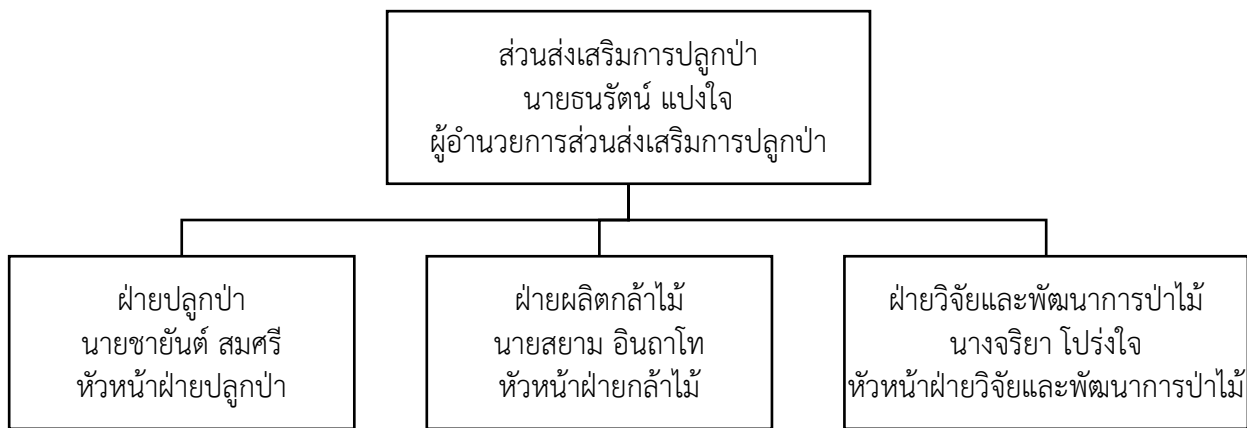 ส่วนส่งเสริมการปลูกป่า
นายธนรัตน์ แปงใจ
ผู้อำนวยการส่วนส่งเสริมการปลูกป่า
ฝ่ายปลูกป่า
นายชายันต์ สมศรี
หัวหน้าฝ่ายปลูกป่า
ฝ่ายผลิตกล้าไม้
นายสยาม อินถาโท
หัวหน้าฝ่ายกล้าไม้
ฝ่ายวิจัยและพัฒนาการป่าไม้
นางจริยา โปร่งใจ
หัวหน้าฝ่ายวิจัยและพัฒนาการป่าไม้